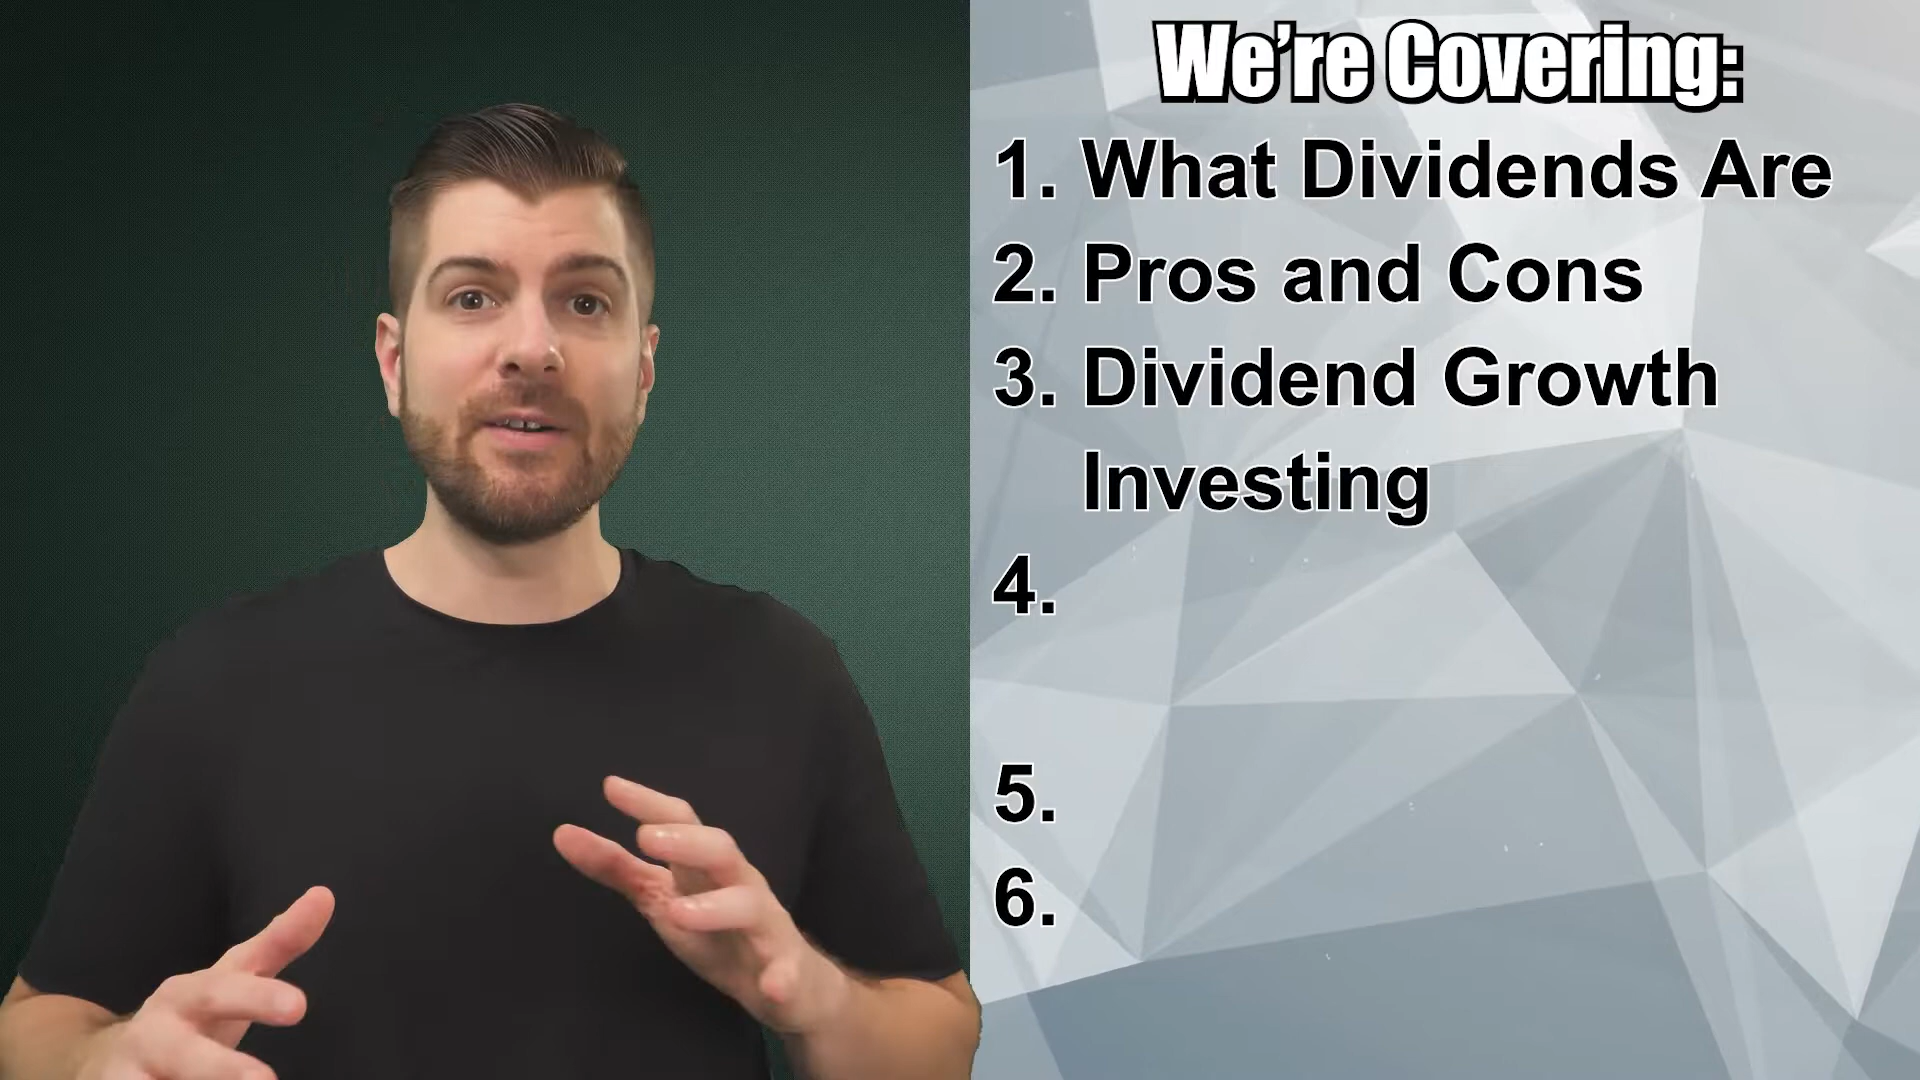 We're Covering:
1. What Dividends Are
2. Pros and Cons
3. Dividend Growth
Investing
4.
5.
6.